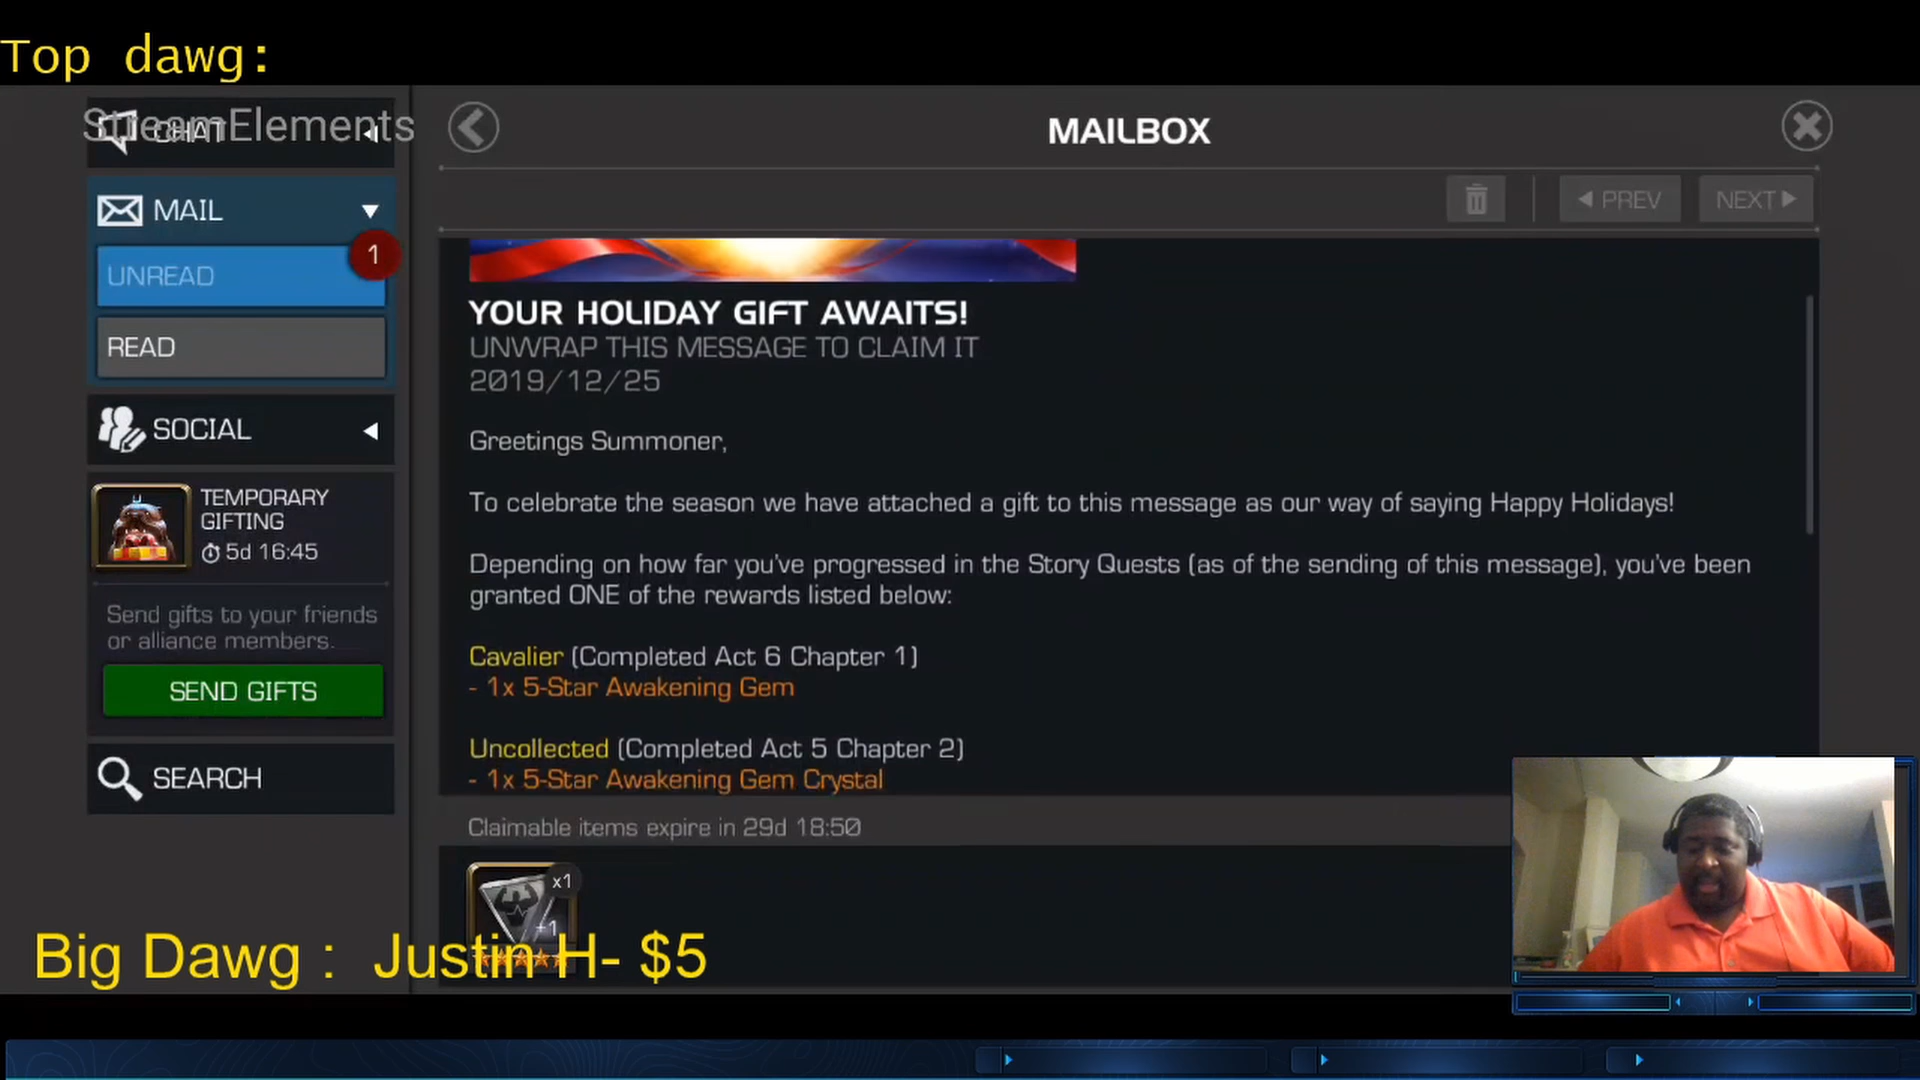 Top dawg:
StreamElements
CHAT
MAILBOX
MAIL
PREV
NEXT
1
UNREAD
READ
SOCIAL
TEMPORARY
GIFTING
5d 16:45
Send gifts to your friends
or alliance members.
SEND GIFTS
SEARCH
YOUR HOLIDAY GIFT AWAITS!
UNWRAP THIS MESSAGE TO CLAIM IT
2019/12/25
Greetings Summoner,
To celebrate the season we have attached a gift to this message as our way of saying Happy Holidays!
Depending on how far you've progressed in the Story Quests (as of the sending of this message), you've been
granted ONE of the rewards listed below:
Cavalier (Completed Act 6 Chapter 1)
- 1x 5-Star Awakening Gem
Uncollected (Completed Act 5 Chapter 2)
- 1x 5-Star Awakening Gem Crystal
Claimable items expire in 29d 18:50
x1
+1
Big Dawg : Justin H- $5